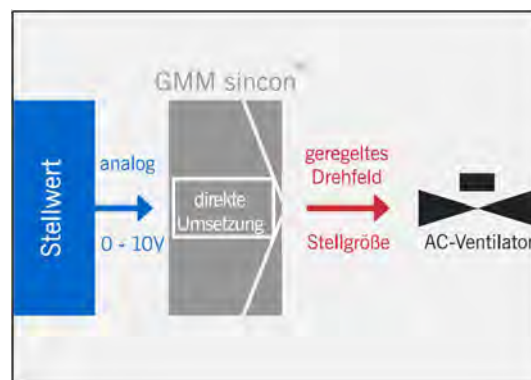 GMM sincon
Stellwert
analog
0 - 10V
direkte
Umsetzung
geregeltes
Drehfeld
Stellgröße
AC-Ventilator